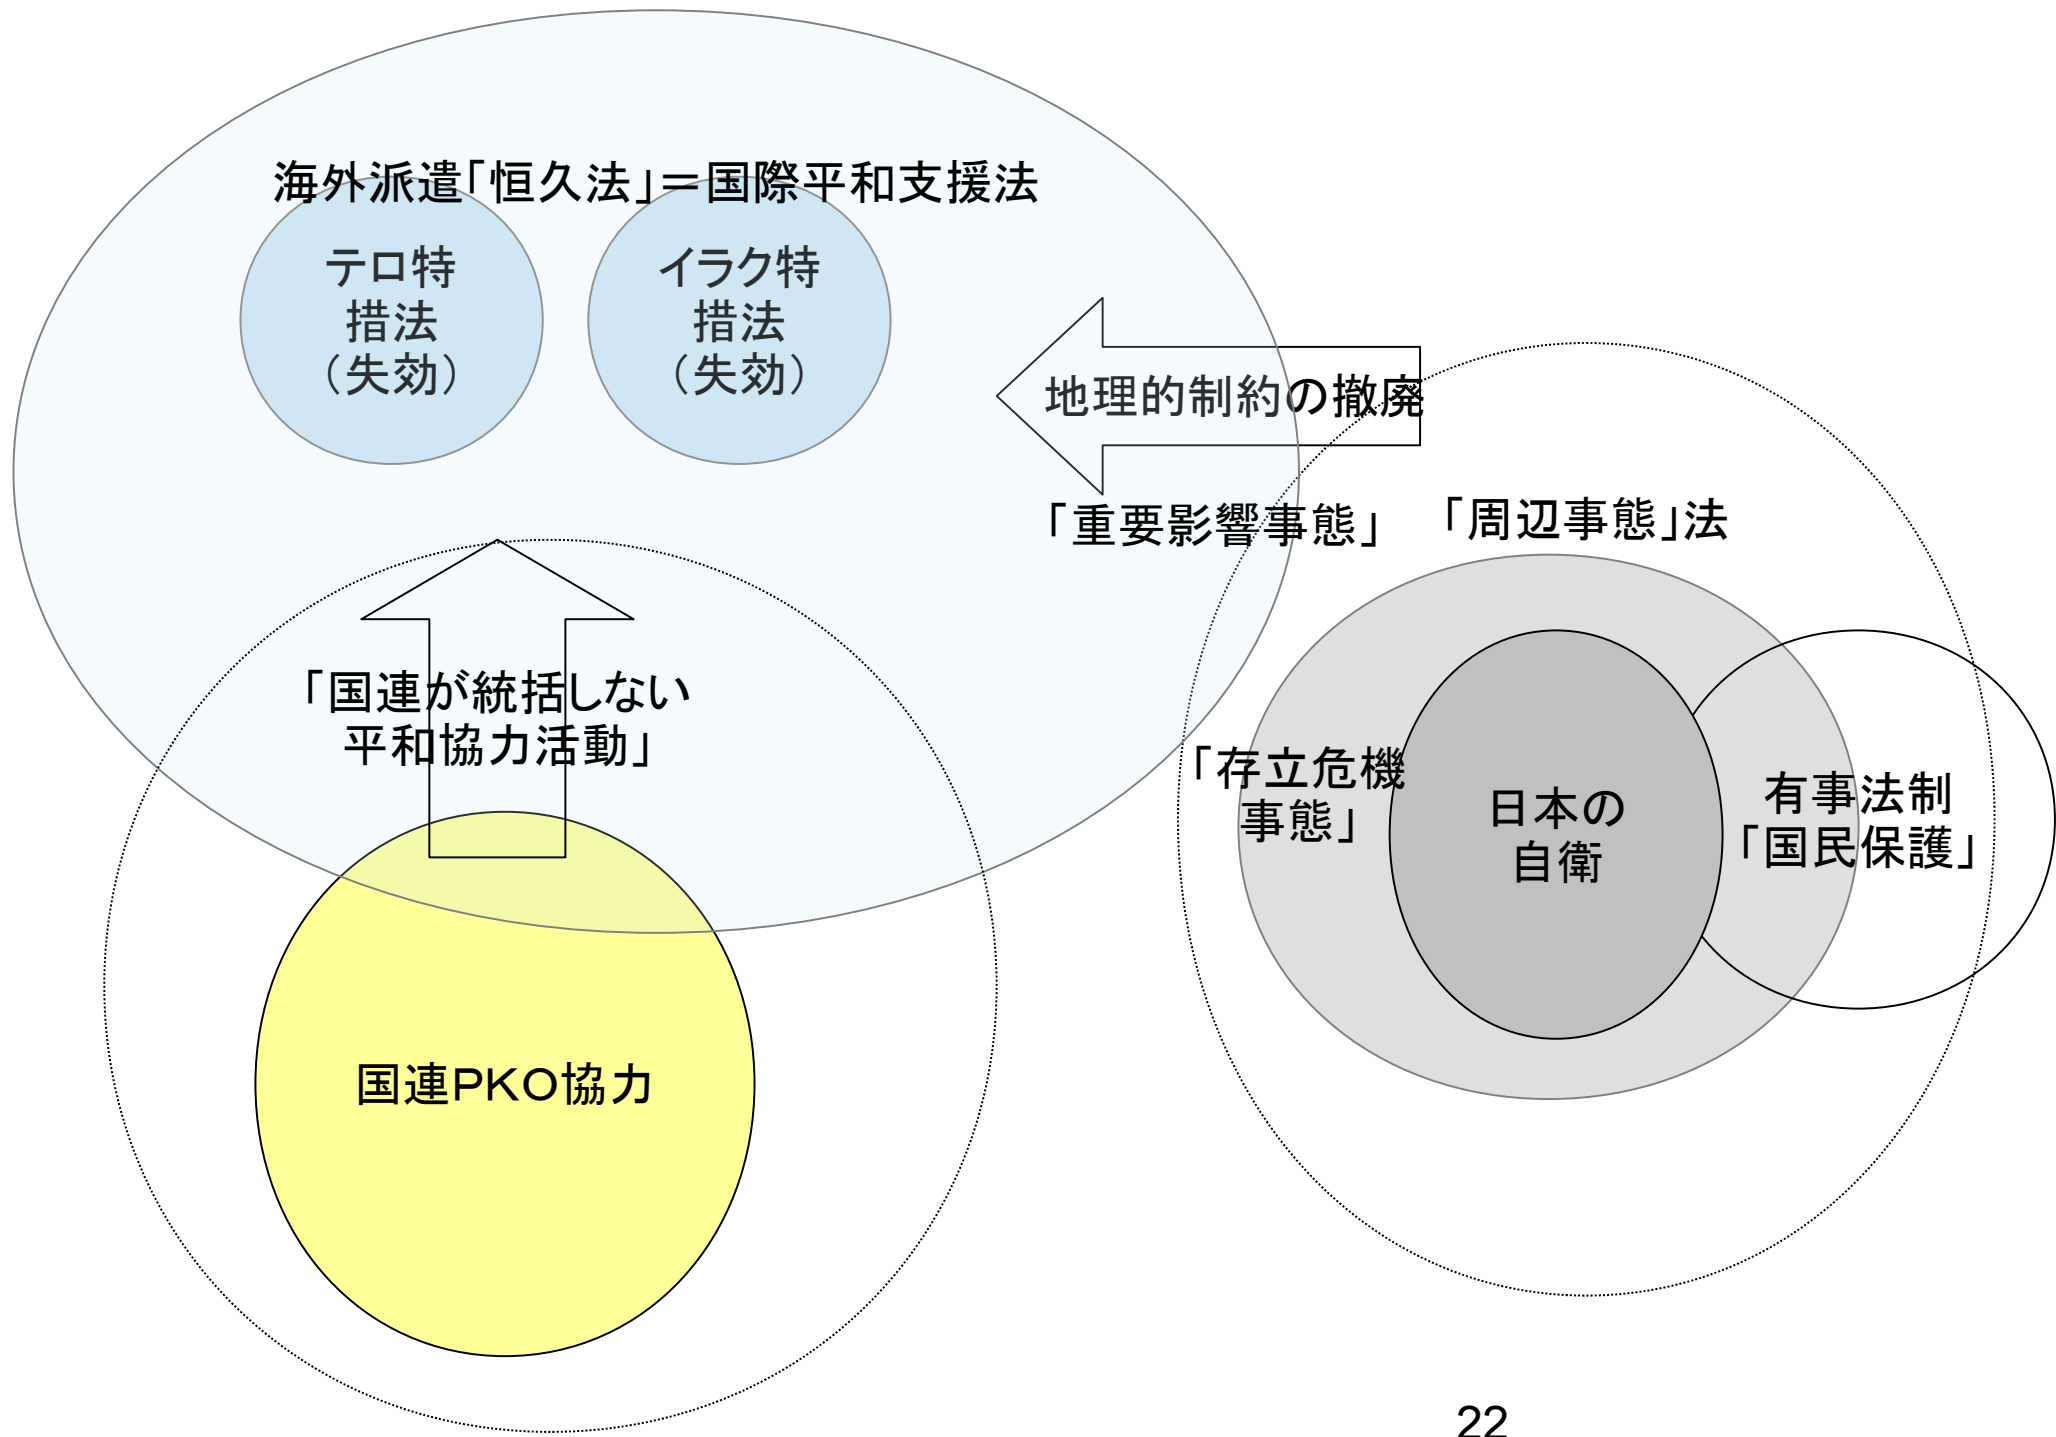 海外派遣「恒久法」＝国際平和支援法
テロ特
措法
（失効）
イラク特
措法
（失効）
地理的制約の撤廃
「重要影響事態」
「周辺事態」法
「国連が統括しない
平和協力活動」
「存立危機
事態」
日本の
自衛
有事法制
「国民保護」
国連PKO協力
22